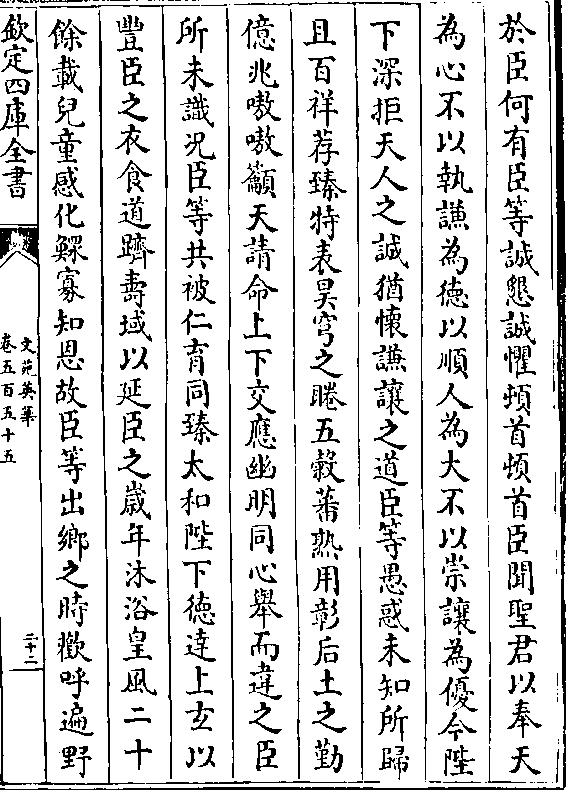 於臣何有臣等誠懇誠懼頓首頓首臣聞聖君以奉天
為心不以執謙為德以順人為大不以崇讓為優今陛
下深拒天人之誠猶懷謙讓之道臣等愚惑未知所歸
且百祥荐臻特表昊穹之睠五穀蕃熟用彰后土之勤
億兆嗷嗷籲天請命上下交應幽明同心舉而違之臣
所未識况臣等共被仁育同臻太和陛下德達上玄以
豐臣之衣食道躋壽域以延臣之歲年沐浴皇風二十
餘載兒童感化鰥寡知恩故臣等出鄉之時歡呼遍野
欽定四庫全書
文苑英華
卷五百五十五
三十二